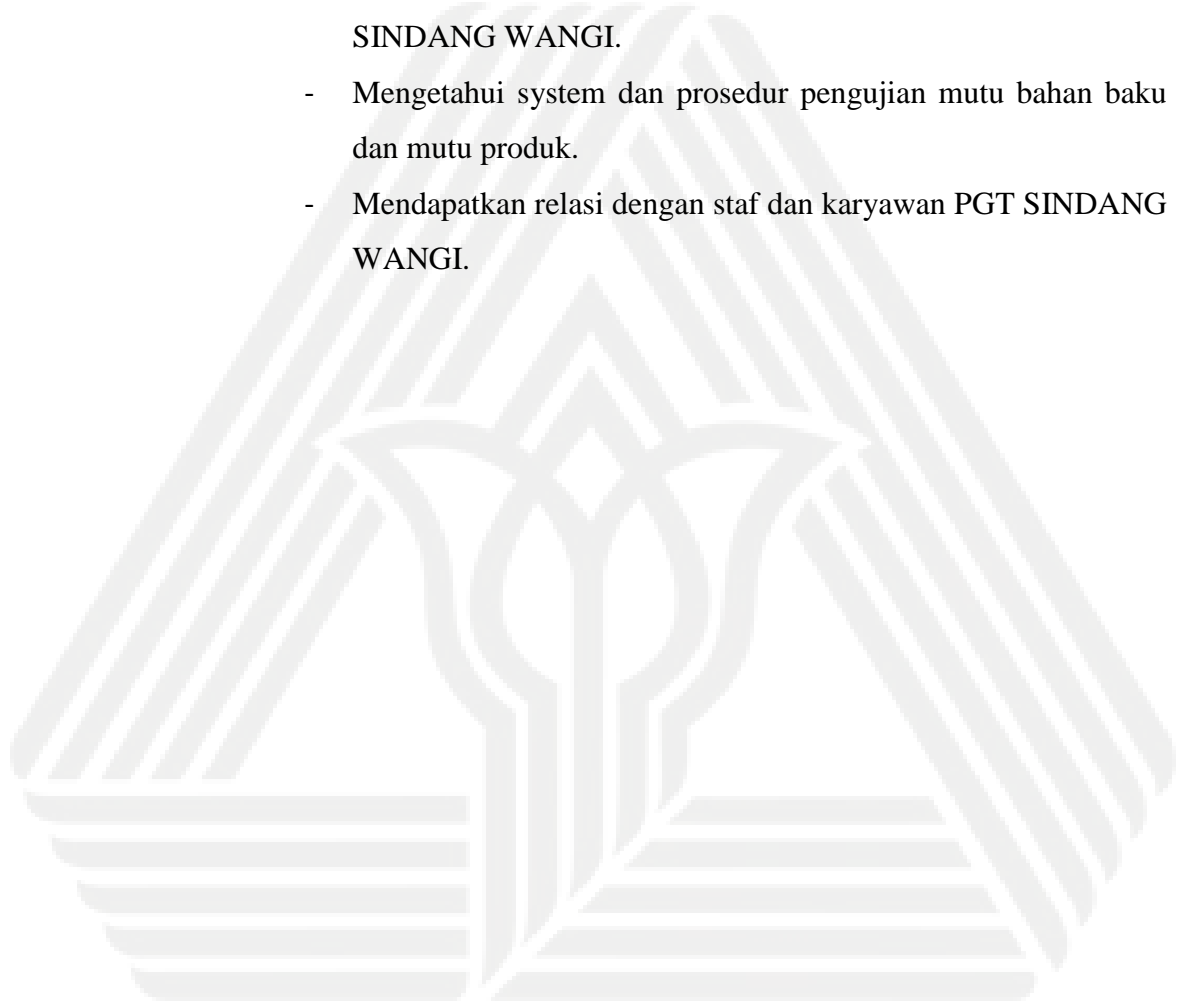 SINDANG WANGI.
- Mengetahui system dan prosedur pengujian mutu bahan baku
dan mutu produk.
- Mendapatkan relasi dengan staf dan karyawan PGT SINDANG
WANGI.